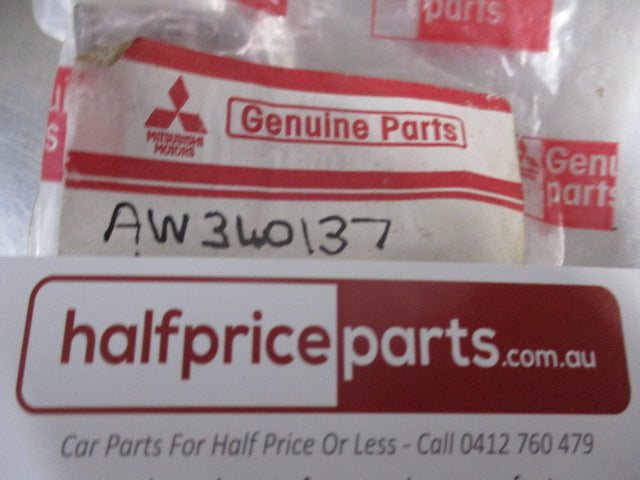 parts
MITSUBISHI
MOTORS
Genuine Parts
Genu
parts
s
AW340137
halfpriceparts.com.au
Car Parts For Half Price Or Less - Call 0412 760 479